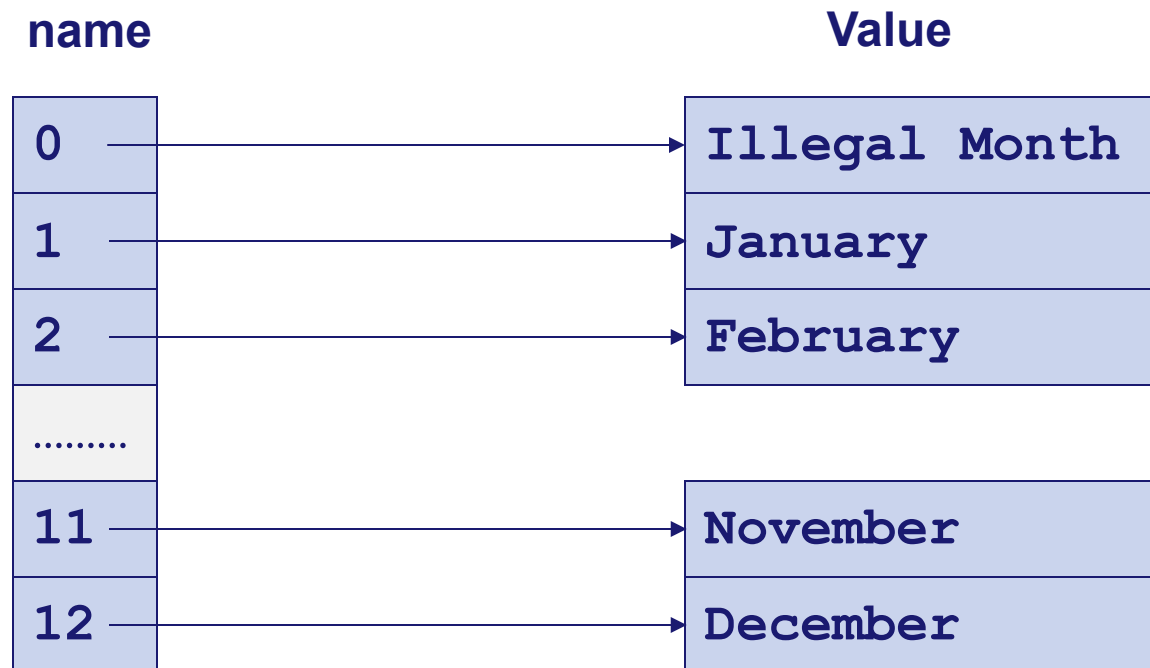 name Value
0 Illegal Month
1 January
2 February
.........
11 November
12 December